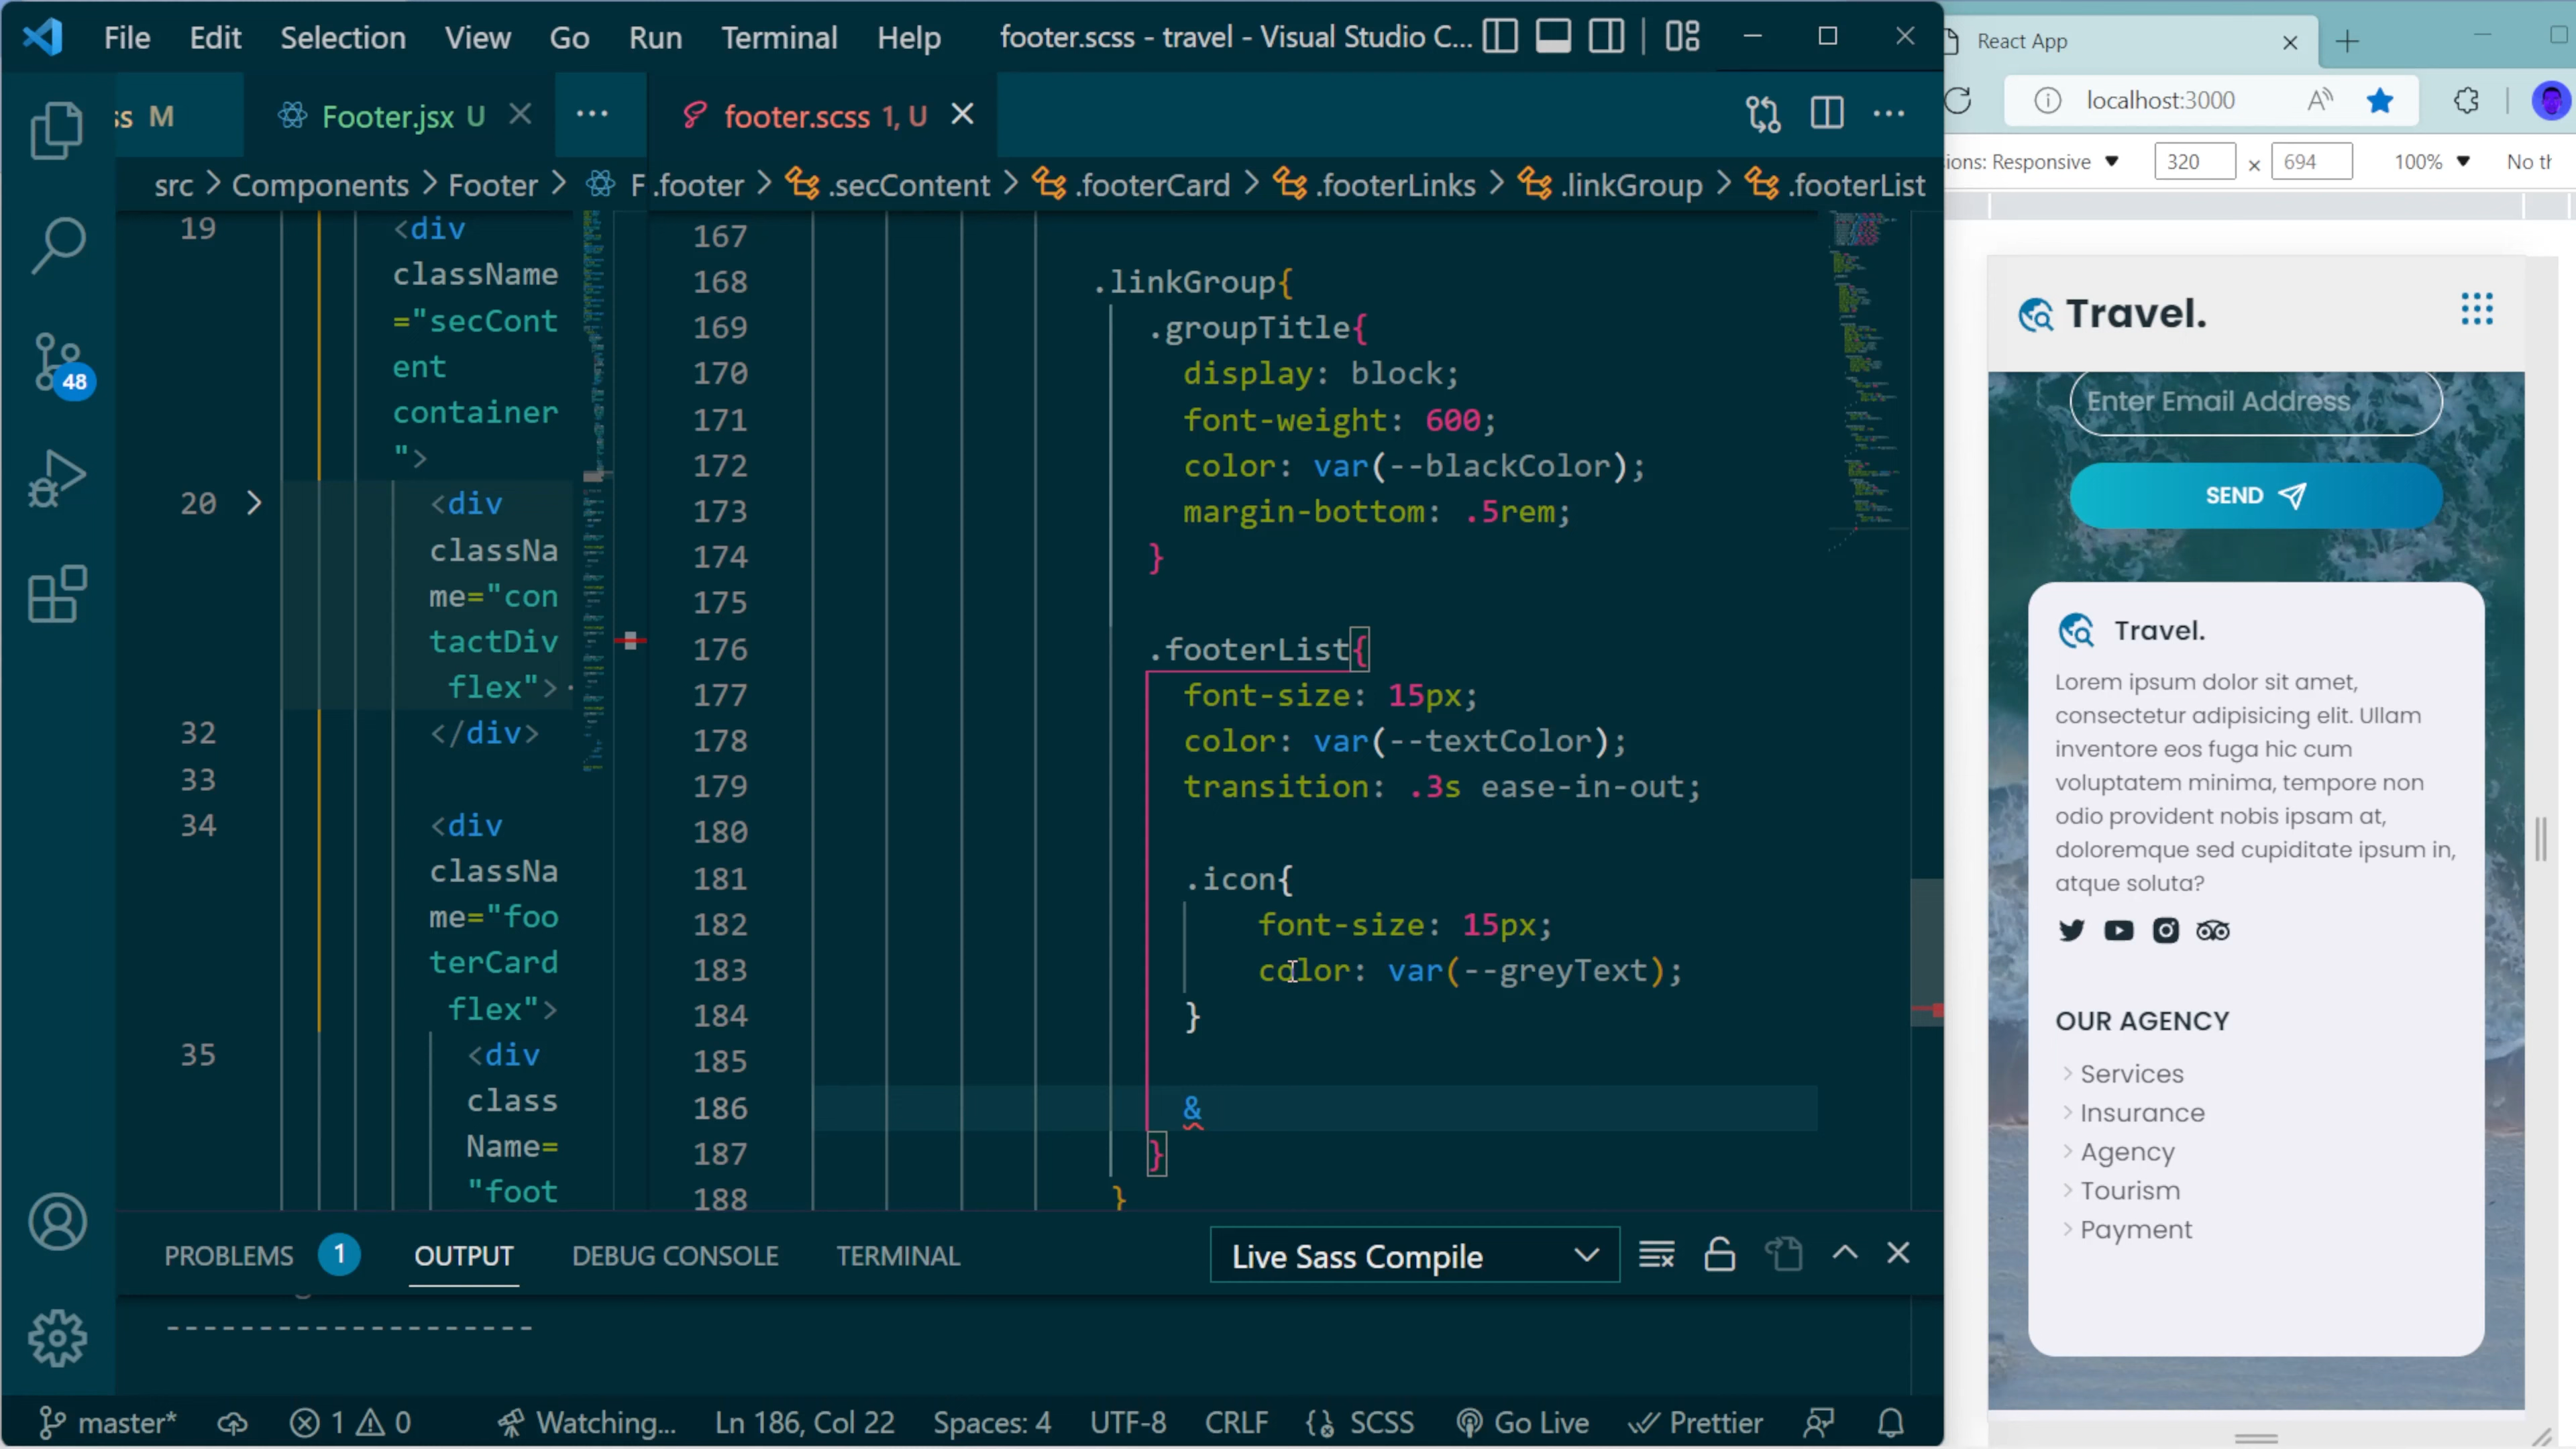 File Edit Selection View Go Run Terminal Help footer.scss - travel - Visual Studio C...
ss M Footer.jsx U ... footer.scss 1, U ...
src > Components > Footer > F .footer > .secContent > .footerCard > .footerLinks > .linkGroup > .footerList
19 <div
className
="secCont
ent
container
">
20 <div
classNa
me="con
tactDiv
flex">
32 </div>
33
34 <div
classNa
me="foo
terCard
flex">
35 <div
class
Name=
"foot
167
168 .linkGroup{
169 .groupTitle{
170 display: block;
171 font-weight: 600;
172 color: var(--blackColor);
173 margin-bottom: .5rem;
174 }
175
176 .footerList{
177 font-size: 15px;
178 color: var(--textColor);
179 transition: .3s ease-in-out;
180
181 .icon{
182 font-size: 15px;
183 color: var(--greyText);
184 }
185
186 &
187 }
188 }
48
PROBLEMS 1 OUTPUT DEBUG CONSOLE TERMINAL Live Sass Compile
--------------------
master* 1 0 Watching... Ln 186, Col 22 Spaces: 4 UTF-8 CRLF SCSS Go Live Prettier
React App
localhost:3000
ions: Responsive 320 × 694 100% No th
Travel.
Enter Email Address
SEND
Travel.
Lorem ipsum dolor sit amet,
consectetur adipisicing elit. Ullam
inventore eos fuga hic cum
voluptatem minima, tempore non
odio provident nobis ipsam at,
doloremque sed cupiditate ipsum in,
atque soluta?
OUR AGENCY
Services
Insurance
Agency
Tourism
Payment